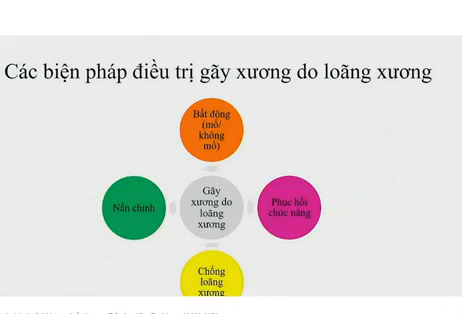 Các biện pháp điều trị gãy xương do loãng xương
Bất động
(mổ/
không
mổ)
Nắn chỉnh
Gãy
xương do
loãng
xương
Phục hồi
chức năng
Chống
loãng
xương